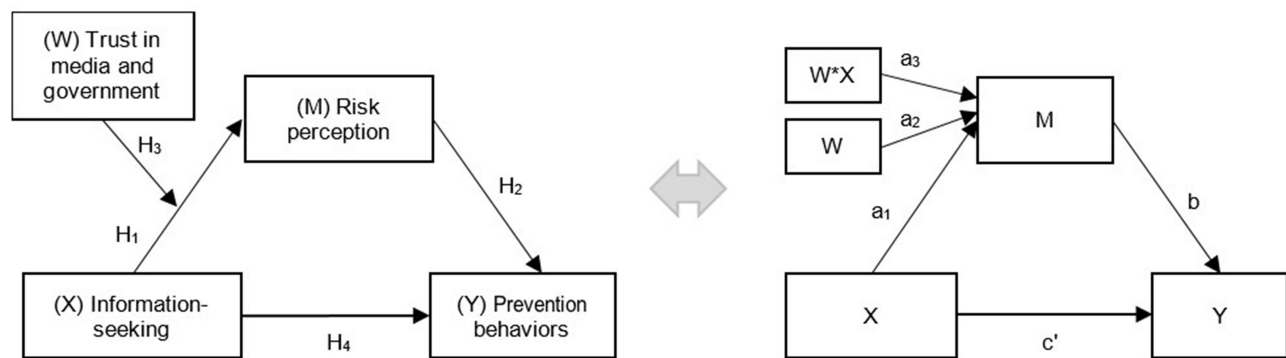 (W) Trust in
media and
government
(M) Risk
perception
H₃
H₁
H₂
(X) Information-
seeking
H₄
(Y) Prevention
behaviors
W*X
a₃
W
a₂
M
a₁
b
X
c'
Y